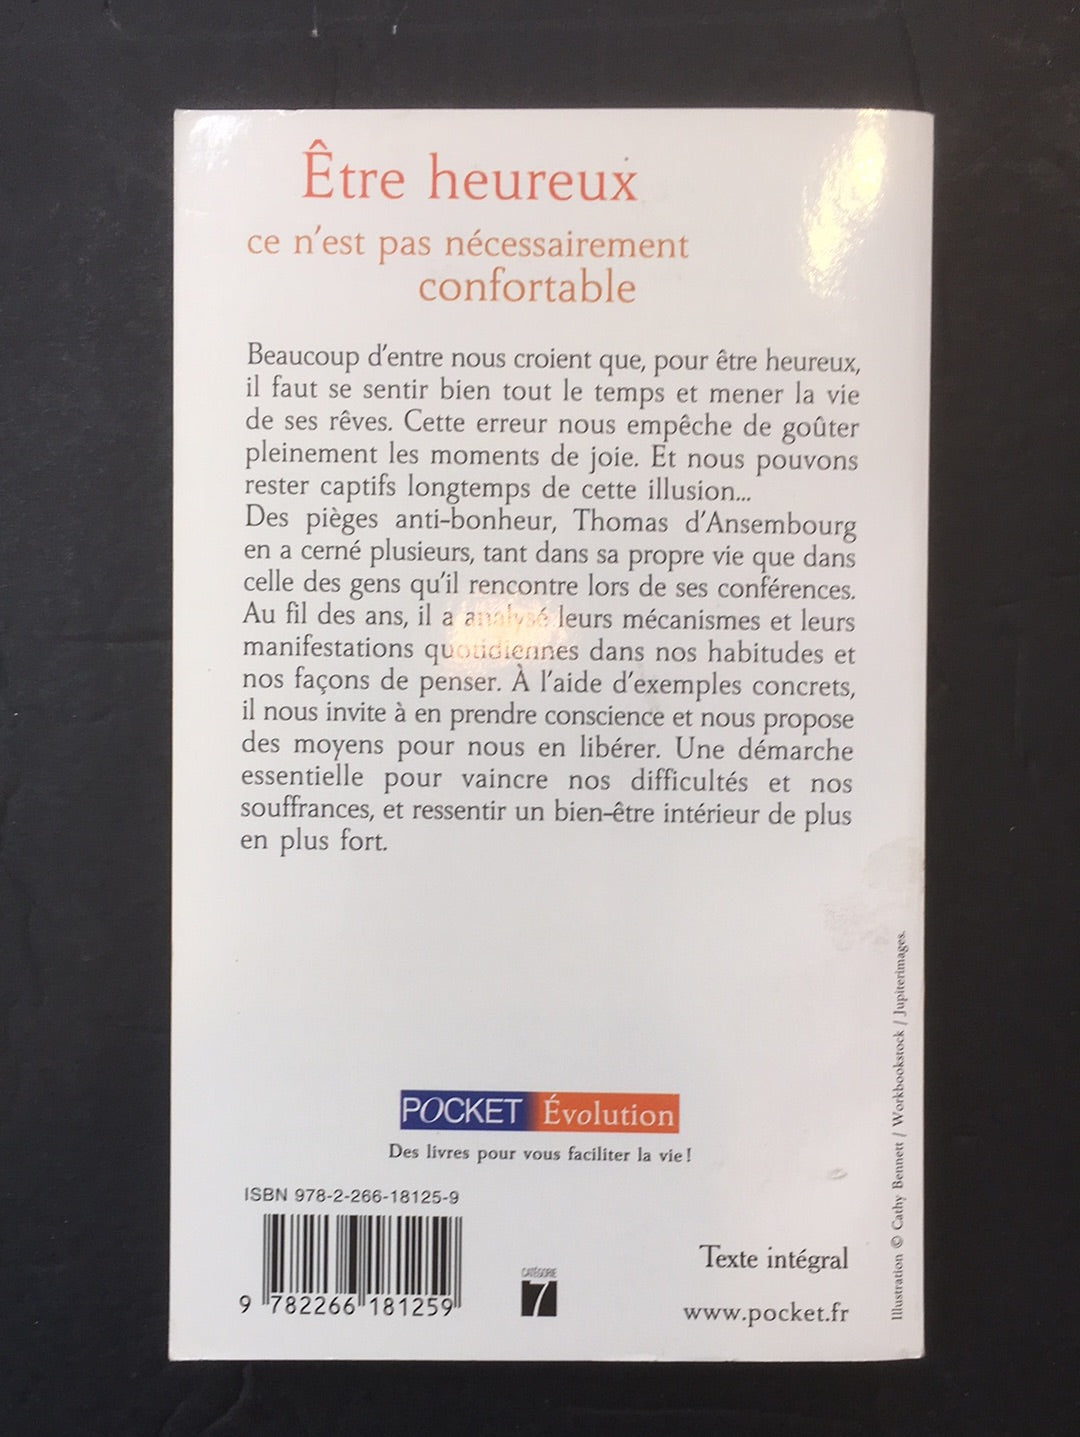 Être heureux
ce n'est pas nécessairement
confortable
Beaucoup d'entre nous croient que, pour être heureux,
il faut se sentir bien tout le temps et mener la vie
de ses rêves. Cette erreur nous empêche de goûter
pleinement les moments de joie. Et nous pouvons
rester captifs longtemps de cette illusion...
Des pièges anti-bonheur, Thomas d'Ansembourg
en a cerné plusieurs, tant dans sa propre vie que dans
celle des gens qu'il rencontre lors de ses conférences.
Au fil des ans, il a analysé leurs mécanismes et leurs
manifestations quotidiennes dans nos habitudes et
nos façons de penser. À l'aide d'exemples concrets,
il nous invite à en prendre conscience et nous propose
des moyens pour nous en libérer. Une démarche
essentielle pour vaincre nos difficultés et nos
souffrances, et ressentir un bien-être intérieur de plus
en plus fort.
POCKET Évolution
Des livres pour vous faciliter la vie !
ISBN 978-2-266-18125-9
9 782266 181259
CATÉGORIE
7
Texte intégral
www.pocket.fr
Illustration © Cathy Bennett / Workbookstock / Jupiterimages.